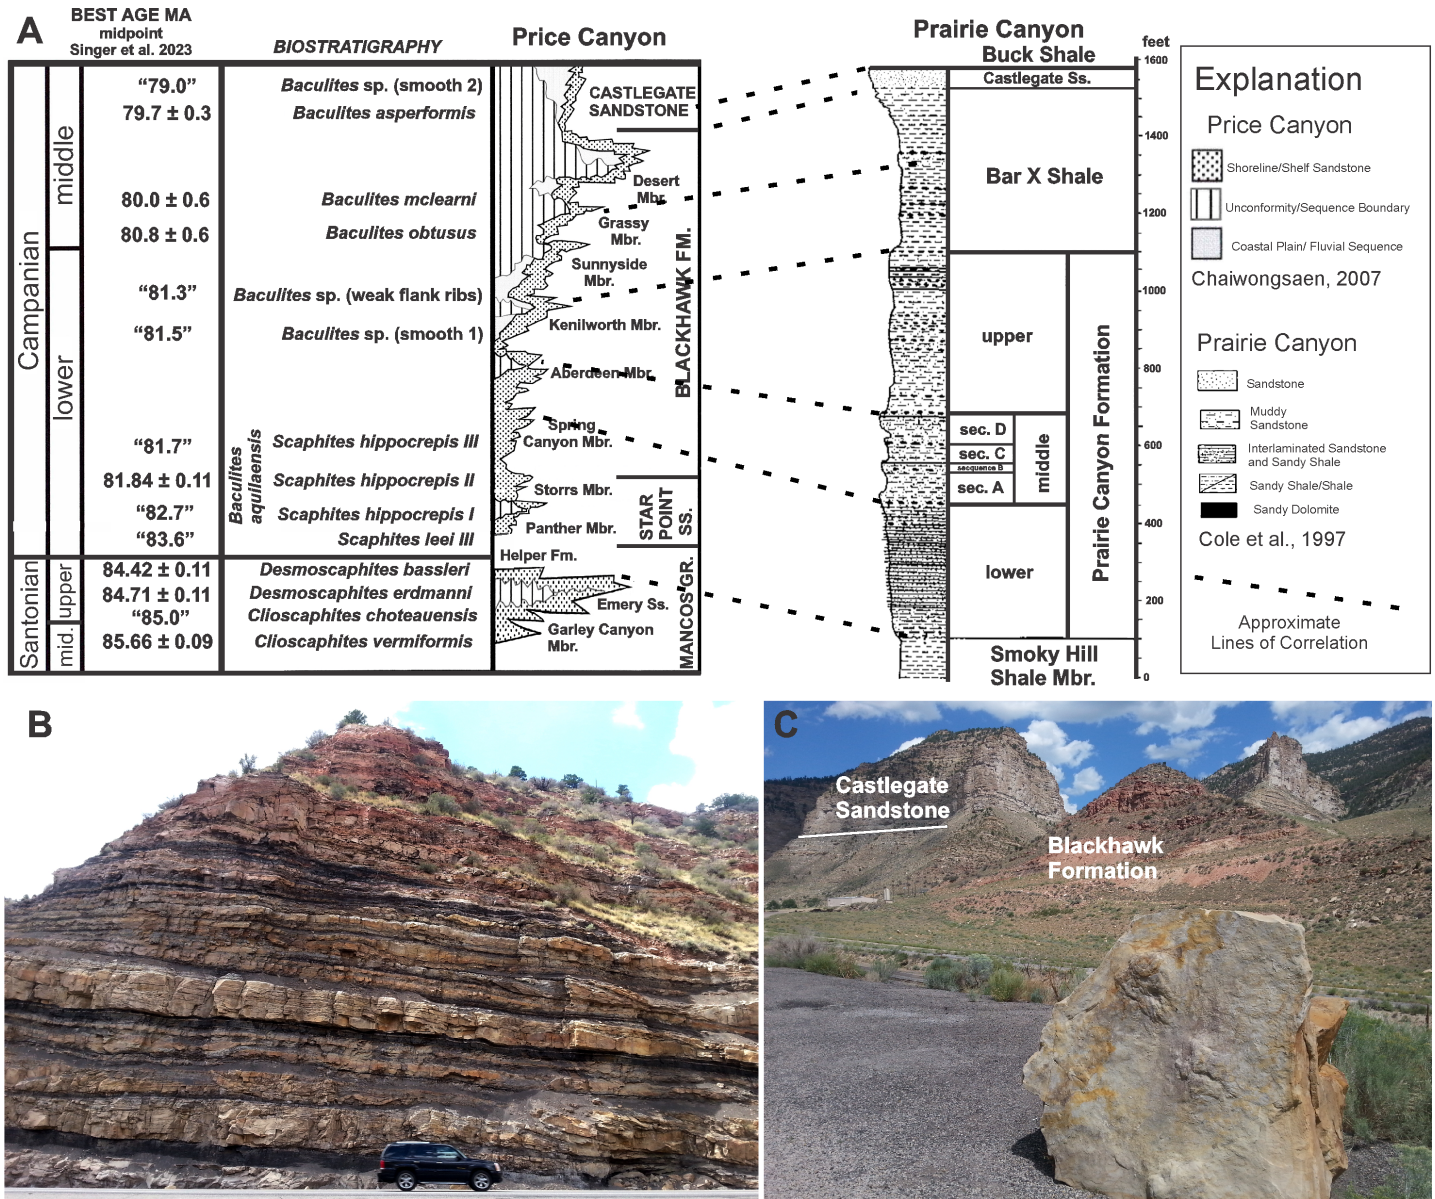 A
BEST AGE MA
midpoint
Singer et al. 2023
BIOSTRATIGRAPHY
Price Canyon
Campanian
middle
lower
Santonian
upper
mid.
“79.0”
79.7 ± 0.3
80.0 ± 0.6
80.8 ± 0.6
“81.3”
“81.5”
“81.7”
81.84 ± 0.11
“82.7”
“83.6”
84.42 ± 0.11
84.71 ± 0.11
“85.0”
85.66 ± 0.09
Baculites sp. (smooth 2)
Baculites asperformis
Baculites mclearni
Baculites obtusus
Baculites sp. (weak flank ribs)
Baculites sp. (smooth 1)
Baculites
aquilaensis
Scaphites hippocrepis III
Scaphites hippocrepis II
Scaphites hippocrepis I
Scaphites leei III
Desmoscaphites bassleri
Desmoscaphites erdmanni
Clioscaphites choteauensis
Clioscaphites vermiformis
CASTLEGATE
SANDSTONE
Desert
Mbr.
Grassy
Mbr.
Sunnyside
Mbr.
Kenilworth Mbr.
Aberdeen Mbr.
Spring
Canyon Mbr.
Storrs Mbr.
Panther Mbr.
Helper Fm.
Emery Ss.
Garley Canyon
Mbr.
BLACKHAWK FM.
STAR
POINT
SS.
MANCOS GR.
Prairie Canyon
Buck Shale
Castlegate Ss.
Bar X Shale
upper
sec. D
sec. C
secquence B
sec. A
middle
lower
Prairie Canyon Formation
Smoky Hill
Shale Mbr.
feet
1600
1400
1200
1000
800
600
400
200
0
Explanation
Price Canyon
Shoreline/Shelf Sandstone
Unconformity/Sequence Boundary
Coastal Plain/ Fluvial Sequence
Chaiwongsaen, 2007
Prairie Canyon
Sandstone
Muddy
Sandstone
Interlaminated Sandstone
and Sandy Shale
Sandy Shale/Shale
Sandy Dolomite
Cole et al., 1997
Approximate
Lines of Correlation
B
C
Castlegate
Sandstone
Blackhawk
Formation